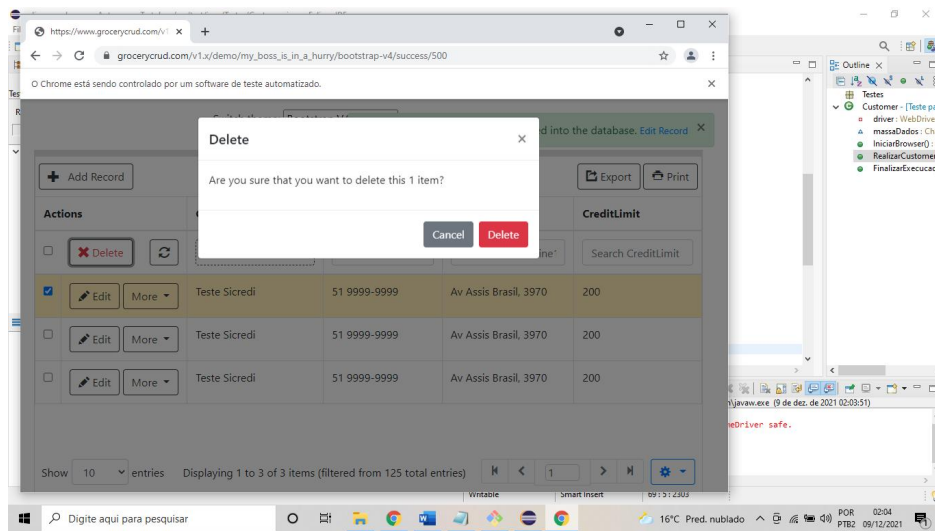 https://www.grocerycrud.com/v1
grocerycrud.com/v1.x/demo/my_boss_is_in_a_hurry/bootstrap-v4/success/500
O Chrome está sendo controlado por um software de teste automatizado.
into the database. Edit Record
Delete
Are you sure that you want to delete this 1 item?
Cancel Delete
Add Record
Export Print
Actions CreditLimit
Delete Search CreditLimit
Edit More Teste Sicredi 51 9999-9999 Av Assis Brasil, 3970 200
Edit More Teste Sicredi 51 9999-9999 Av Assis Brasil, 3970 200
Edit More Teste Sicredi 51 9999-9999 Av Assis Brasil, 3970 200
Show 10 entries Displaying 1 to 3 of 3 items (filtered from 125 total entries) 1
Outline
Testes
Customer - [Teste pa
driver : WebDrive
massaDados : Ch
IniciarBrowser() :
RealizarCustomer
FinalizarExecucao
\javaw.exe (9 de dez. de 2021 02:03:51)
eDriver safe.
Writable Smart Insert 69 : 5 : 2303
Digite aqui para pesquisar
16°C Pred. nublado
POR
PTB2
02:04
09/12/2021